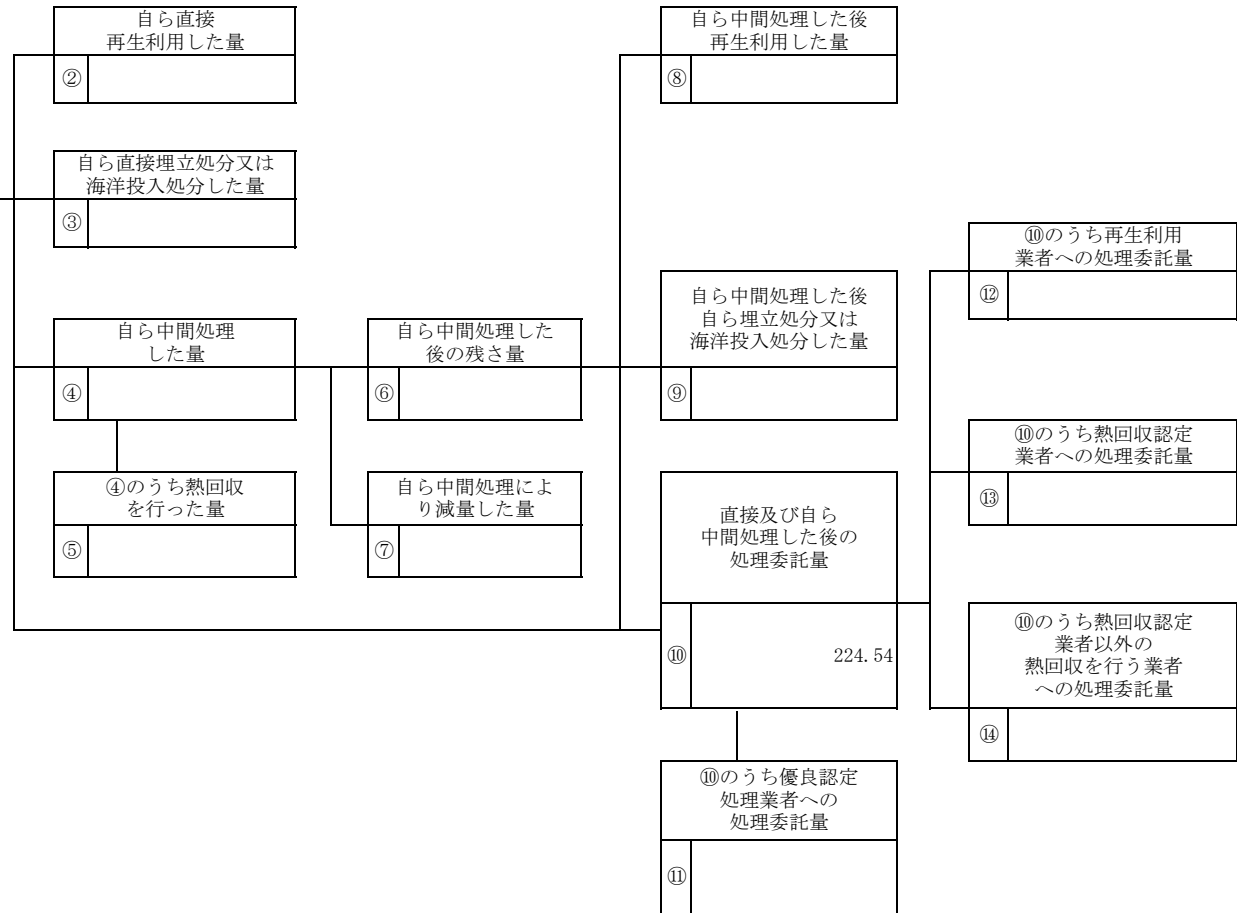 自ら直接
再生利用した量
②
自ら中間処理した後
再生利用した量
⑧
自ら直接埋立処分又は
海洋投入処分した量
③
⑩のうち再生利用
業者への処理委託量
⑫
自ら中間処理した後
自ら埋立処分又は
海洋投入処分した量
⑨
自ら中間処理
した量
④
自ら中間処理した
後の残さ量
⑥
⑩のうち熱回収認定
業者への処理委託量
⑬
④のうち熱回収
を行った量
⑤
自ら中間処理によ
り減量した量
⑦
直接及び自ら
中間処理した後の
処理委託量
⑩ 224.54
⑩のうち熱回収認定
業者以外の
熱回収を行う業者
への処理委託量
⑭
⑩のうち優良認定
処理業者への
処理委託量
⑪